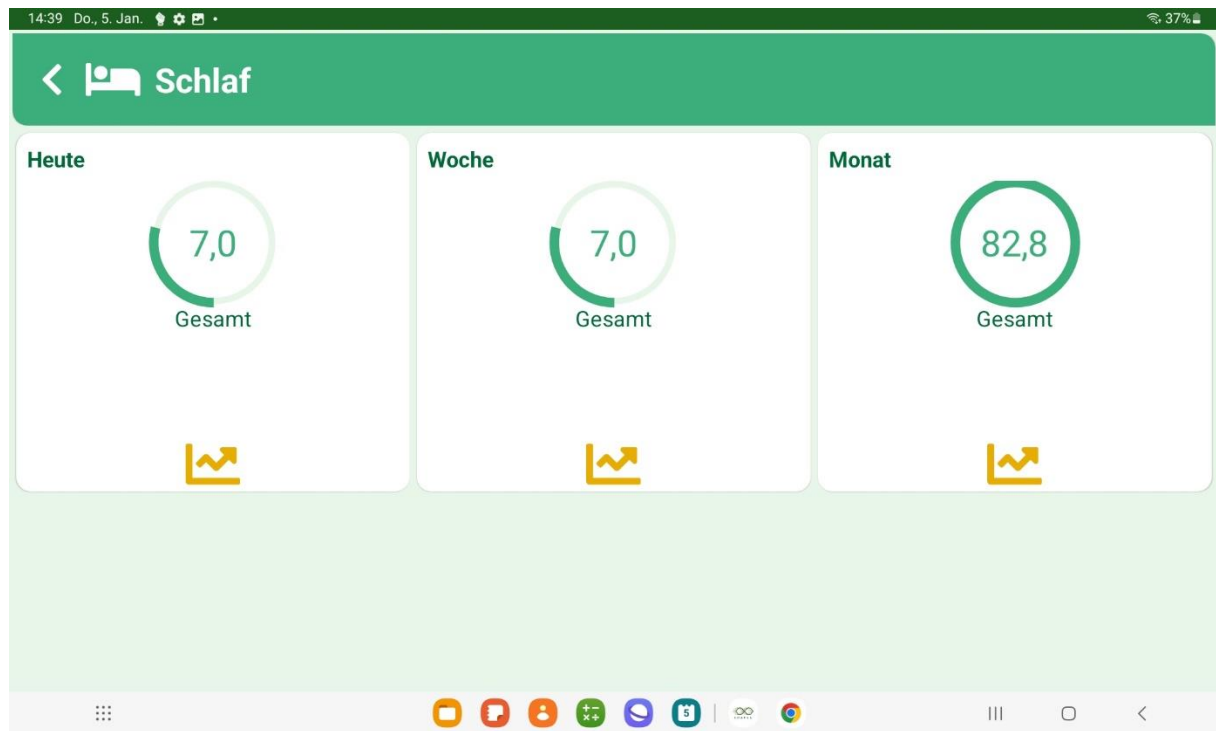 14:39 Do., 5. Jan. 37%
Schlaf
Heute
7,0
Gesamt
Woche
7,0
Gesamt
Monat
82,8
Gesamt
5